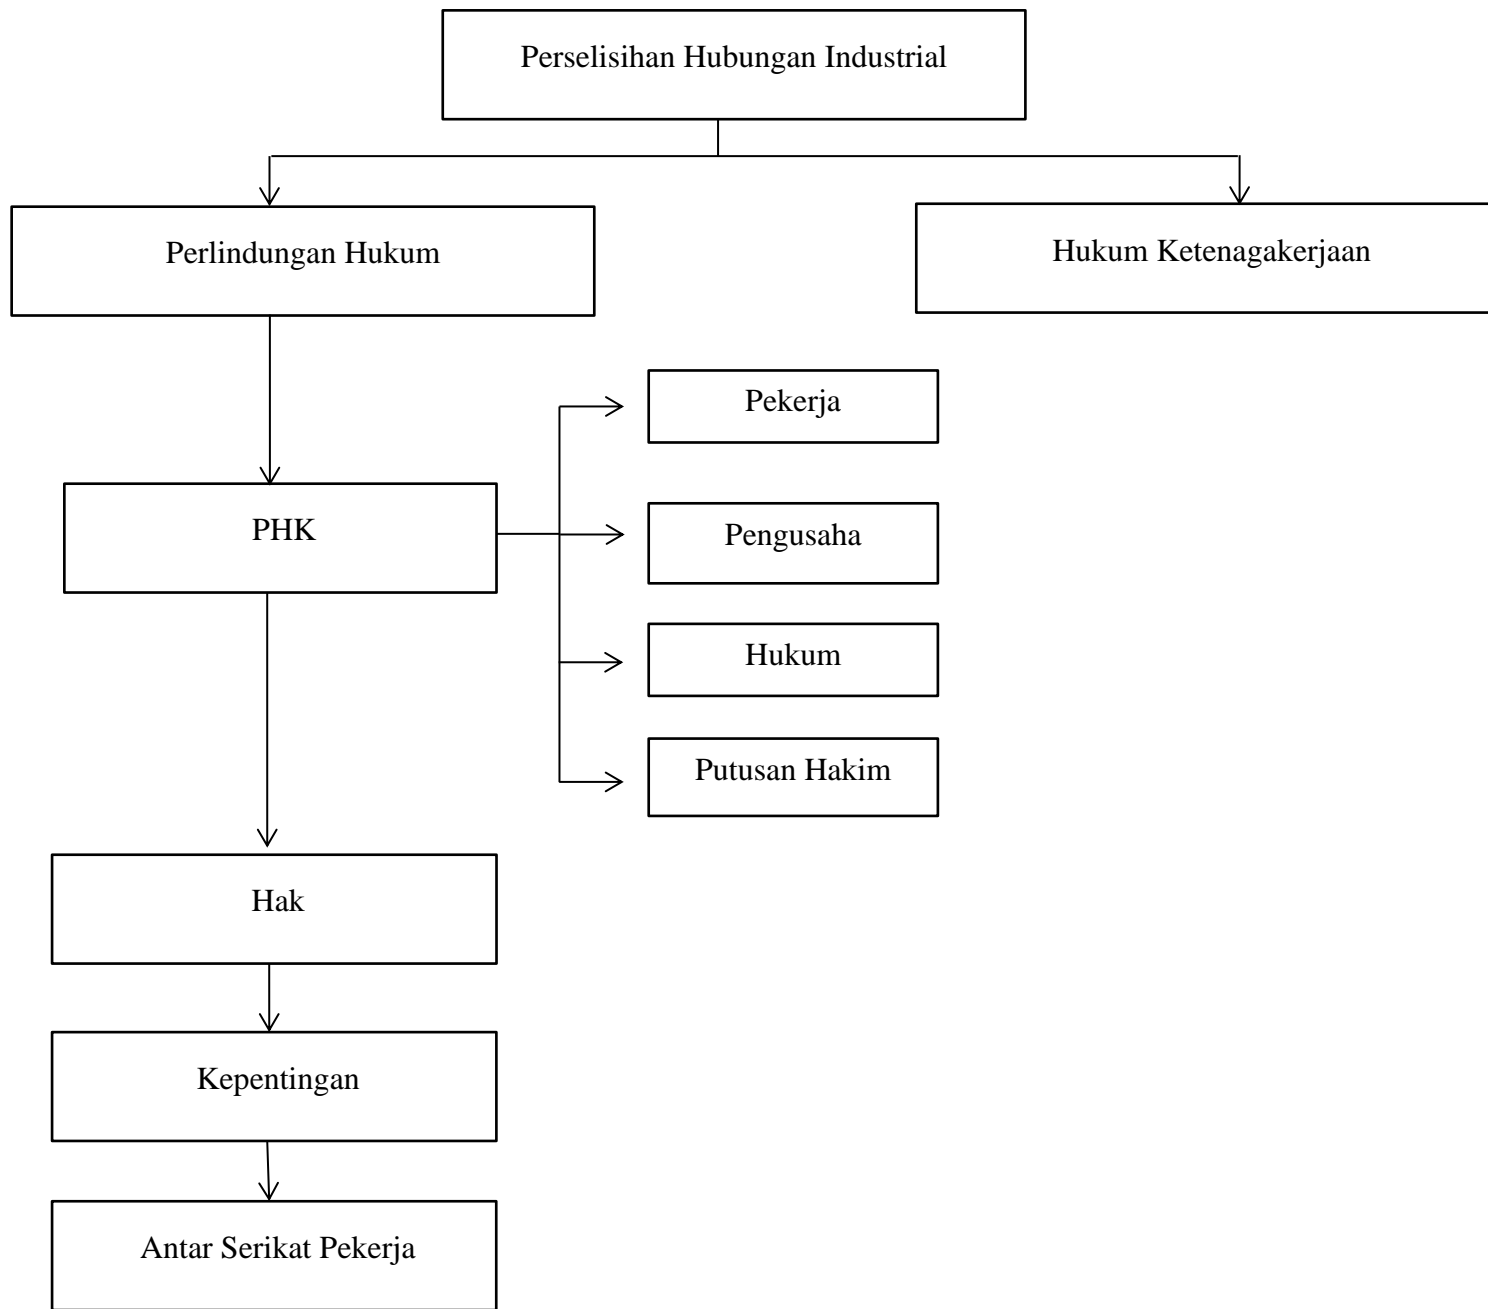 Perselisihan Hubungan Industrial
Perlindungan Hukum
Hukum Ketenagakerjaan
Pekerja
PHK
Pengusaha
Hukum
Putusan Hakim
Hak
Kepentingan
Antar Serikat Pekerja